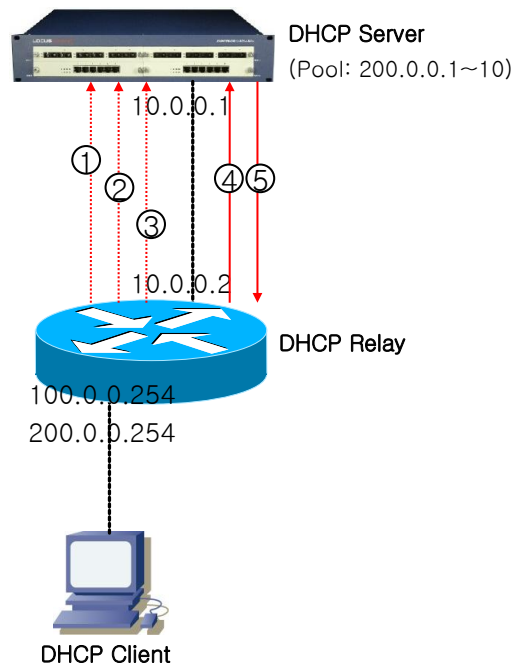 DHCP Server
(Pool: 200.0.0.1~10)
10.0.0.1
①
②
③
④
⑤
10.0.0.2
DHCP Relay
100.0.0.254
200.0.0.254
DHCP Client